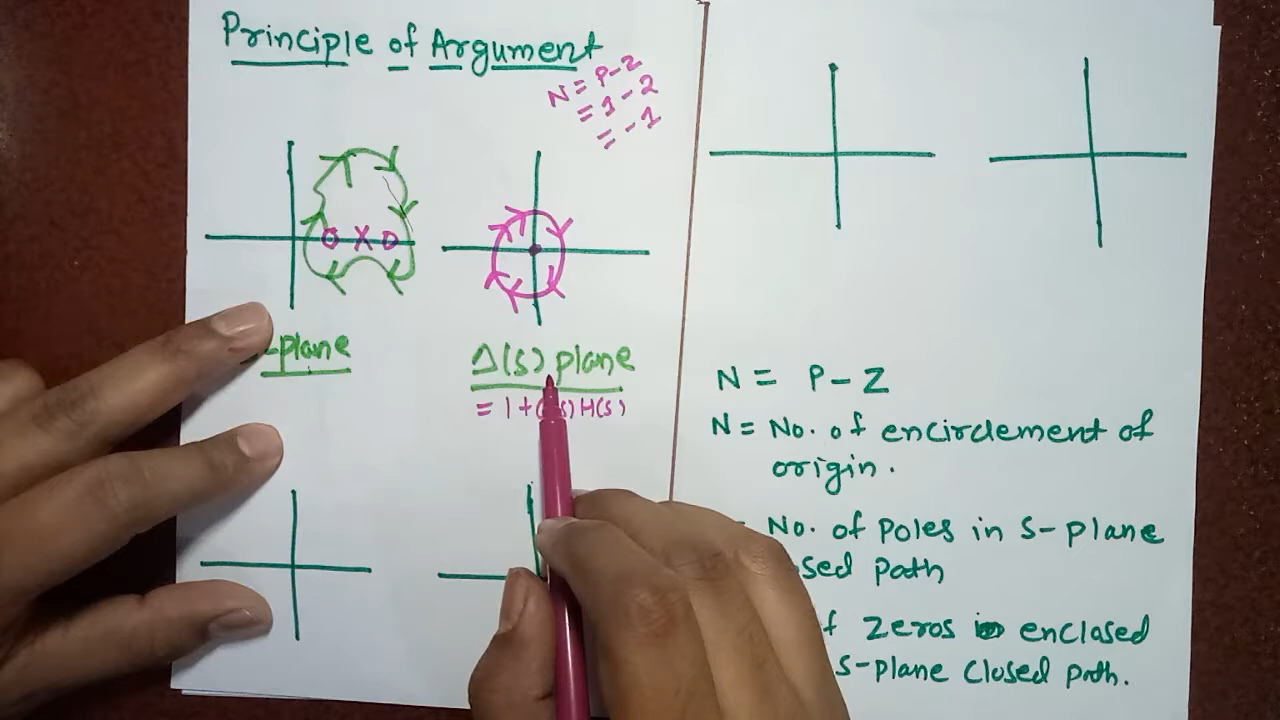 Principle of Argument
N = P-Z
= 1-2
= -1
-plane
Δ(s) plane
= 1+ H(s)
N = P-Z
N = No. of encirclement of
origin.
No. of Poles in s-plane
Path
Zeros enclosed
s-plane closed path.